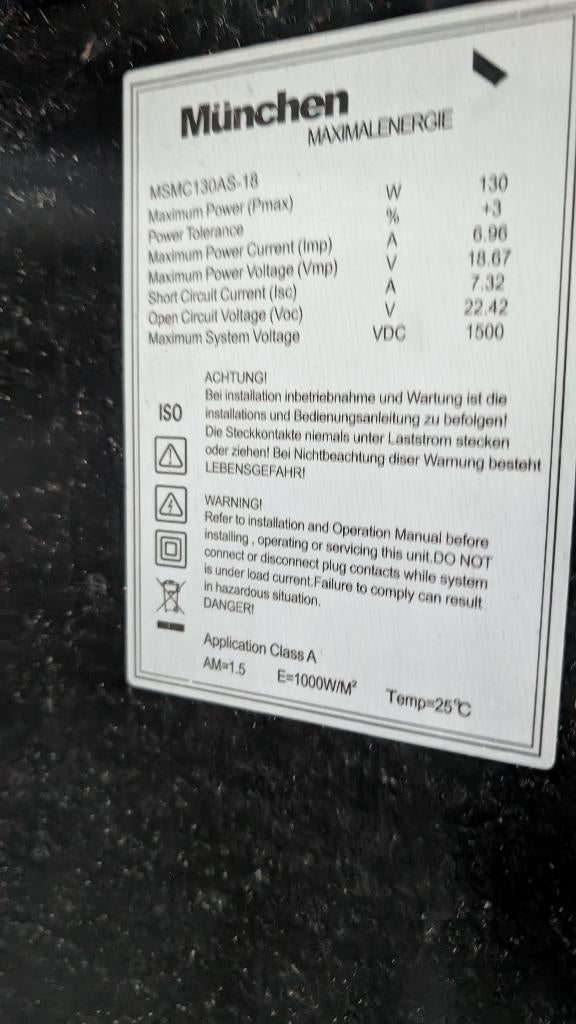 München
MAXIMALENERGIE
MSMC130AS-18
Maximum Power (Pmax) W 130
Power Tolerance % +3
Maximum Power Current (Imp) A 6.96
Maximum Power Voltage (Vmp) V 18.67
Short Circuit Current (Isc) A 7.32
Open Circuit Voltage (Voc) V 22.42
Maximum System Voltage VDC 1500
ACHTUNG!
Bei installation inbetriebnahme und Wartung ist die
installations und Bedienungsanleitung zu befolgen!
Die Steckkontakte niemals unter Laststrom stecken
oder ziehen! Bei Nichtbeachtung diser Warnung besteht
LEBENSGEFAHR!
ISO
WARNING!
Refer to installation and Operation Manual before
installing, operating or servicing this unit.DO NOT
connect or disconnect plug contacts while system
is under load current.Failure to comply can result
in hazardous situation.
DANGER!
Application Class A
AM=1.5 E=1000W/M² Temp=25℃